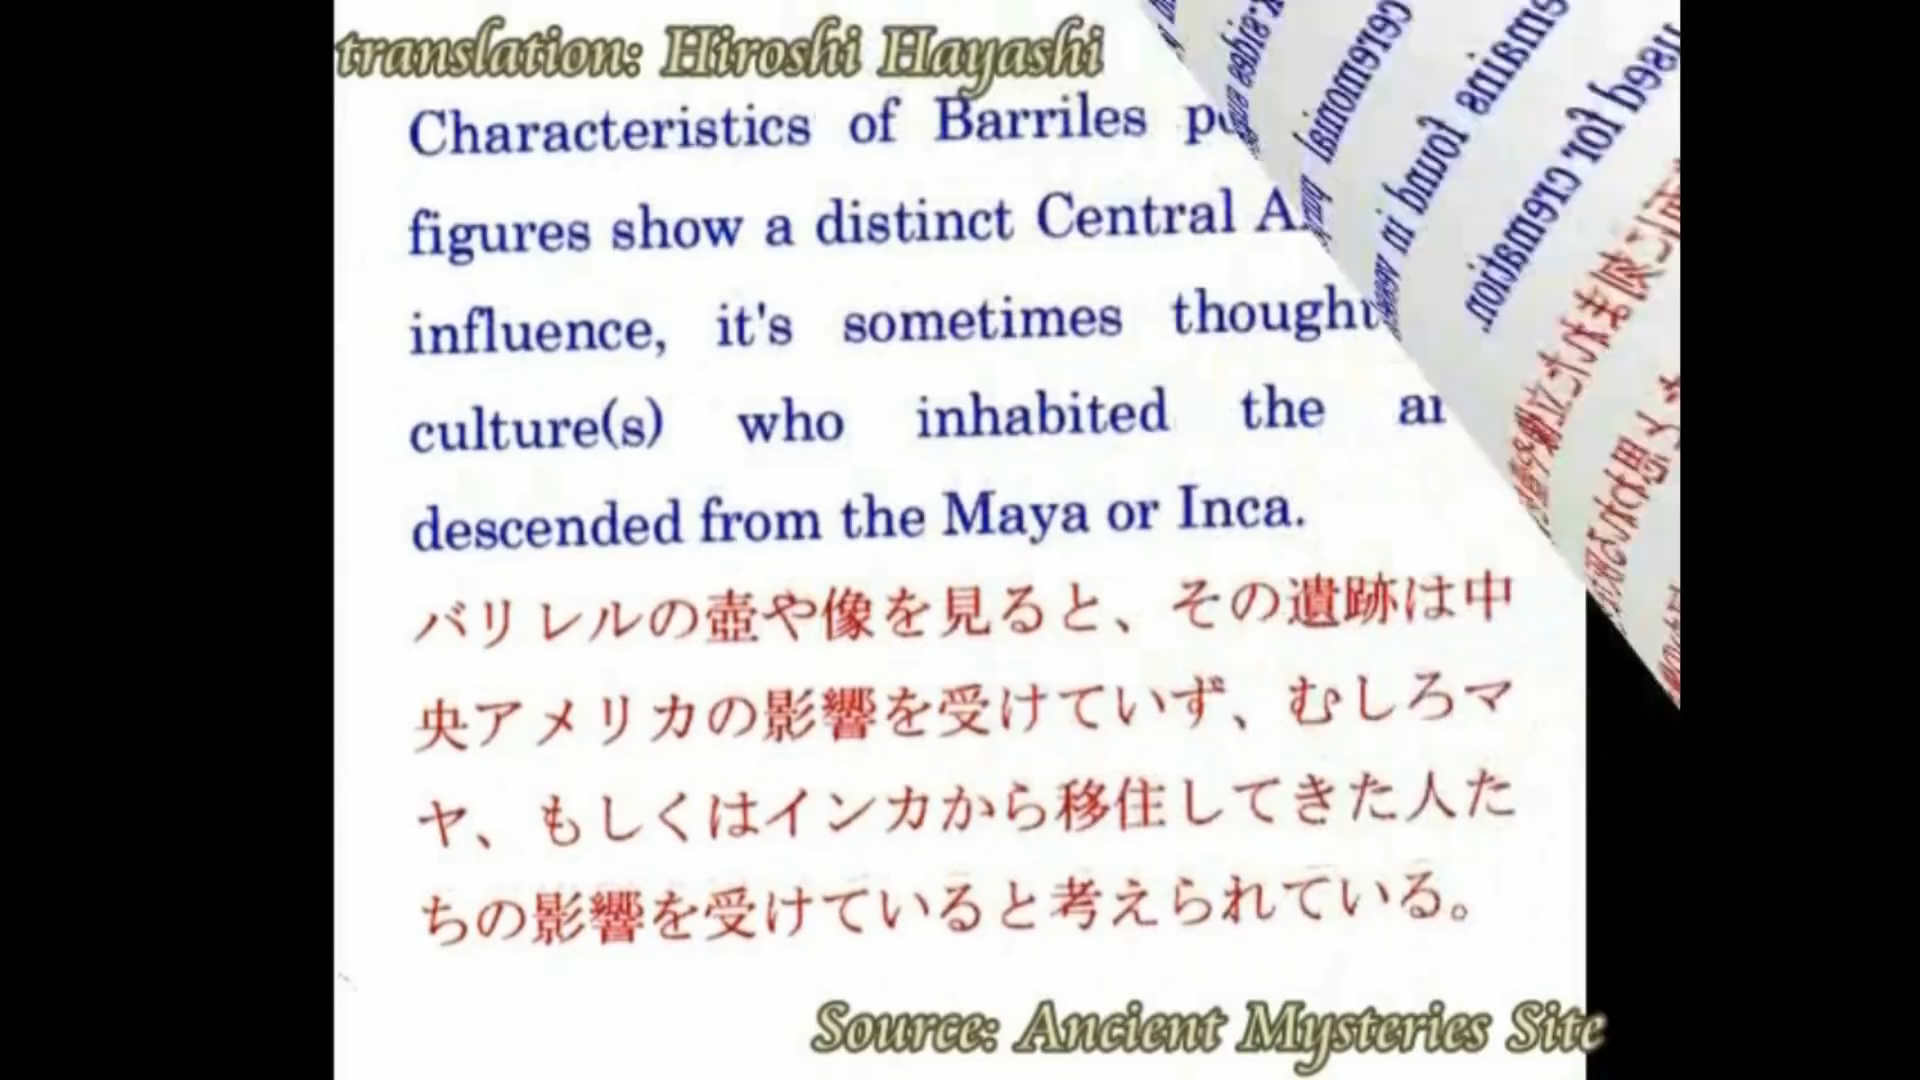 translation: Hiroshi Hayashi
Characteristics of Barriles
figures show a distinct Central
influence, it's sometimes thought
culture(s) who inhabited the
descended from the Maya or Inca.
バリレルの壺や像を見ると、その遺跡は中
央アメリカの影響を受けていず、むしろマ
ヤ、もしくはインカから移住してきた人た
ちの影響を受けていると考えられている。
Source: Ancient Mysteries Site
ceremonial
found in
used for cremation.